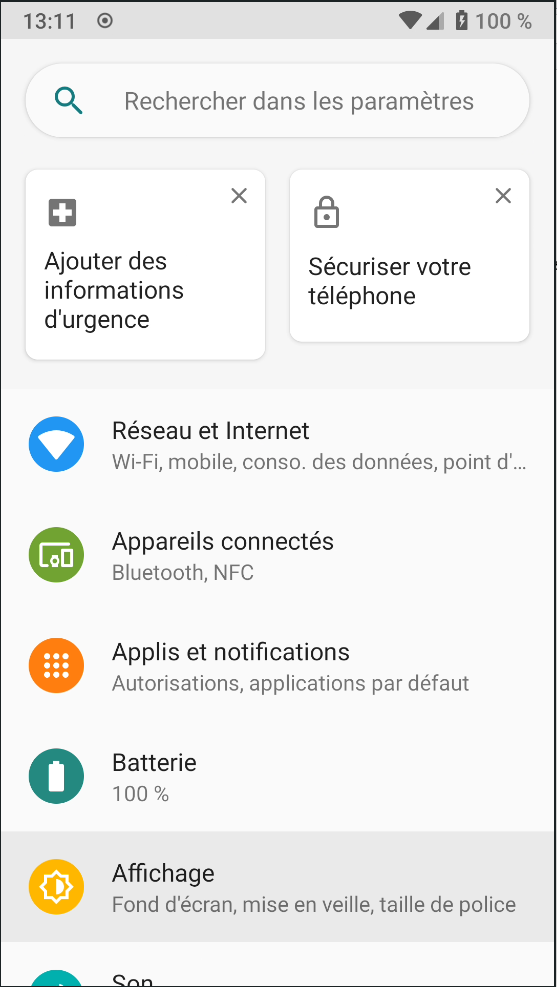 13:11 100 %
Rechercher dans les paramètres
Ajouter des
informations
d'urgence
Sécuriser votre
téléphone
Réseau et Internet
Wi-Fi, mobile, conso. des données, point d'...
Appareils connectés
Bluetooth, NFC
Applis et notifications
Autorisations, applications par défaut
Batterie
100 %
Affichage
Fond d'écran, mise en veille, taille de police
Son